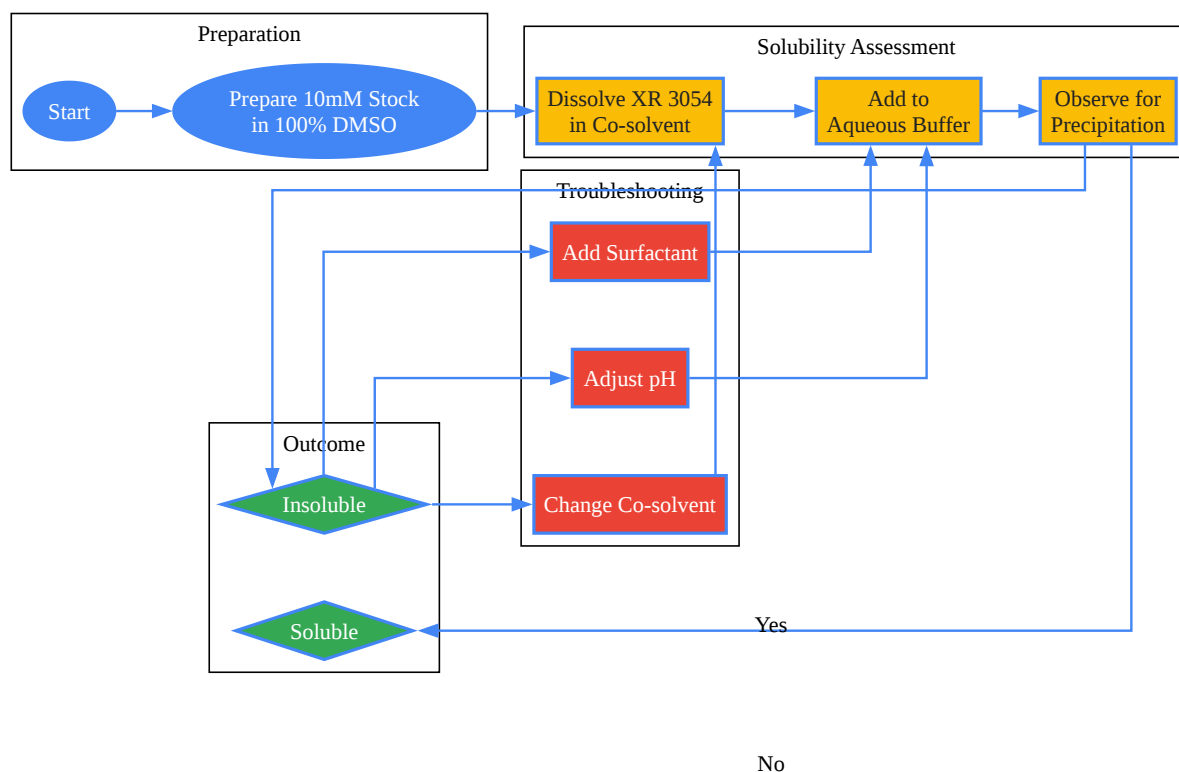 Preparation
Start
Prepare 10mM Stock
in 100% DMSO
Solubility Assessment
Dissolve XR 3054
in Co-solvent
Add to
Aqueous Buffer
Observe for
Precipitation
Troubleshooting
Add Surfactant
Adjust pH
Change Co-solvent
Outcome
Insoluble
Soluble
Yes
No